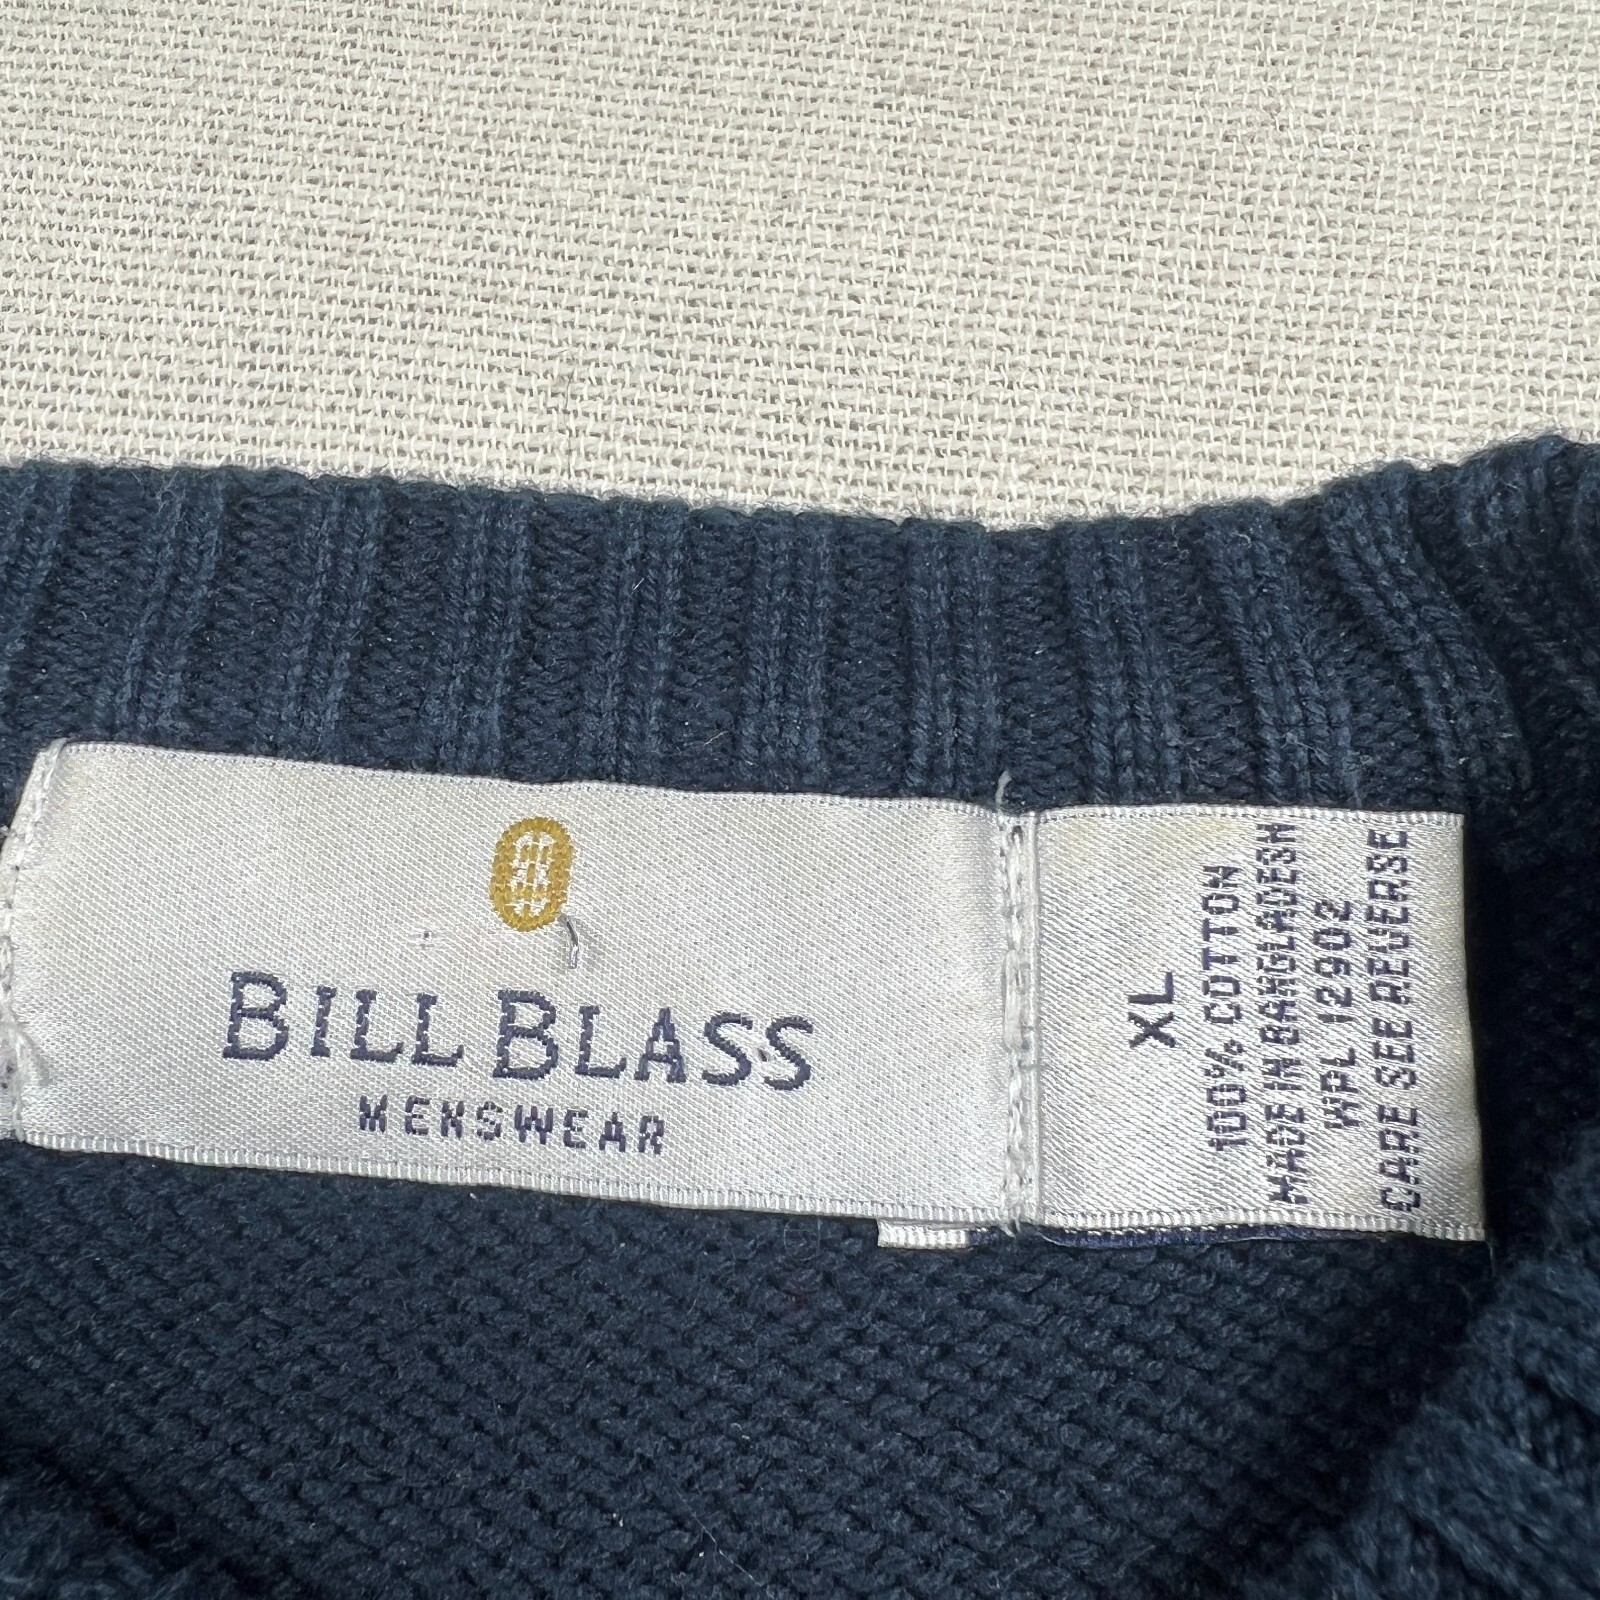 BILL BLASS
MENSWEAR
XL
100% COTTON
MADE IN BANGLADESH
WPL 12902
CARE SEE REVERSE